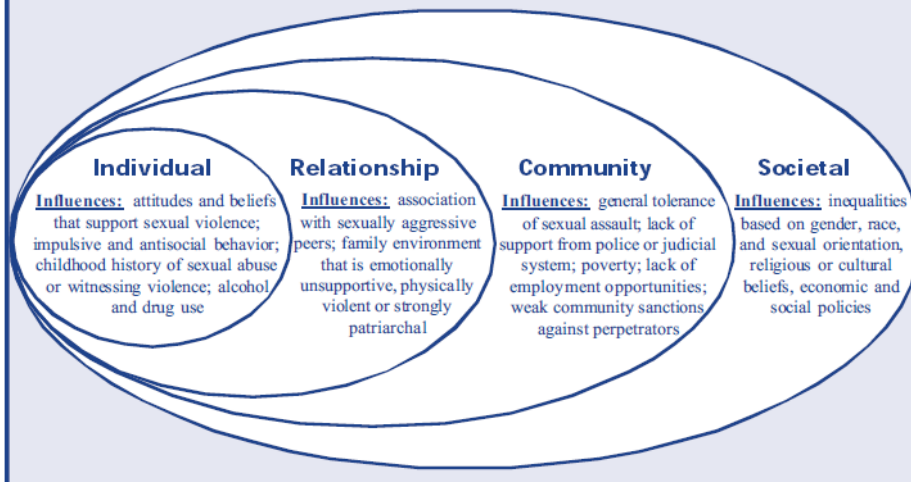 Individual
Influences: attitudes and beliefs
that support sexual violence;
impulsive and antisocial behavior;
childhood history of sexual abuse
or witnessing violence; alcohol
and drug use
Relationship
Influences: association
with sexually aggressive
peers; family environment
that is emotionally
unsupportive, physically
violent or strongly
patriarchal
Community
Influences: general tolerance
of sexual assault; lack of
support from police or judicial
system; poverty; lack of
employment opportunities;
weak community sanctions
against perpetrators
Societal
Influences: inequalities
based on gender, race,
and sexual orientation,
religious or cultural
beliefs, economic and
social policies